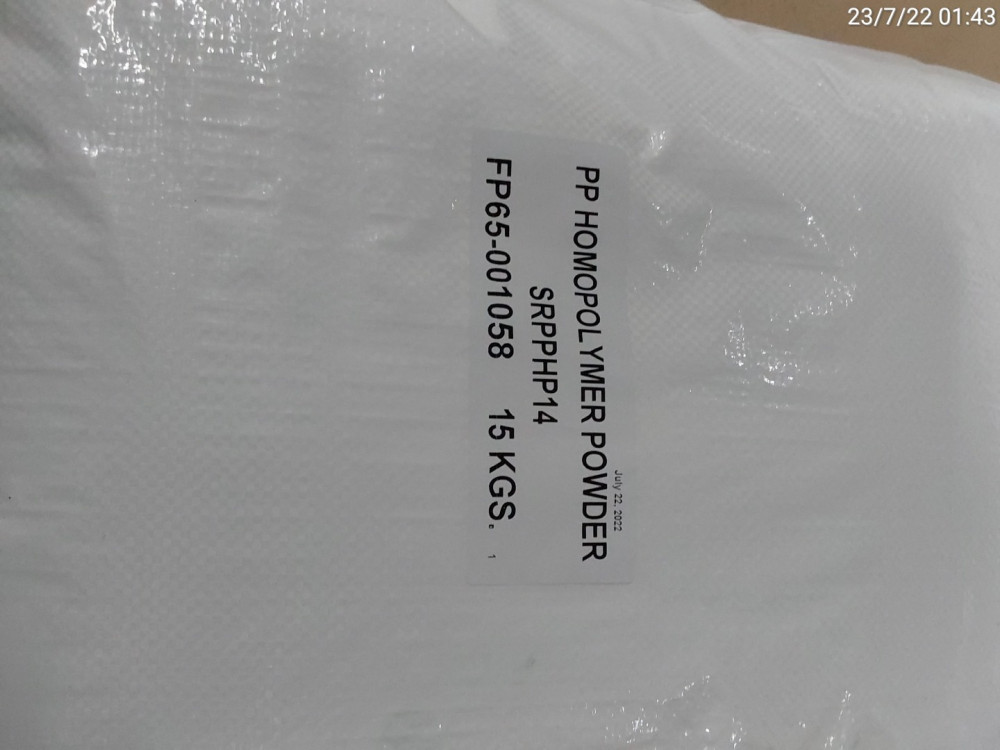 23/7/22 01:43
July 22, 2022
PP HOMOPOLYMER POWDER
SRPPHP14
FP65-001058 15 KGS.
1